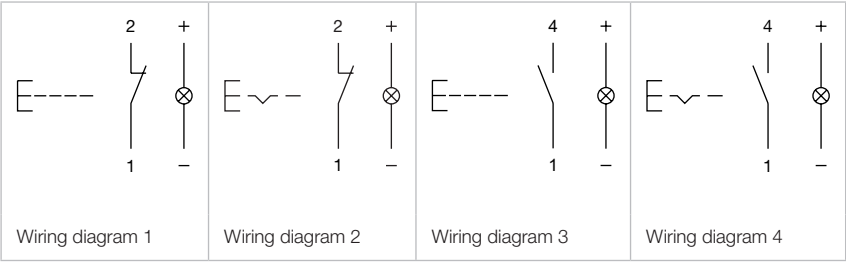 2 + 2 + 4 + 4 +
1 – 1 – 1 – 1 –
Wiring diagram 1 Wiring diagram 2 Wiring diagram 3 Wiring diagram 4